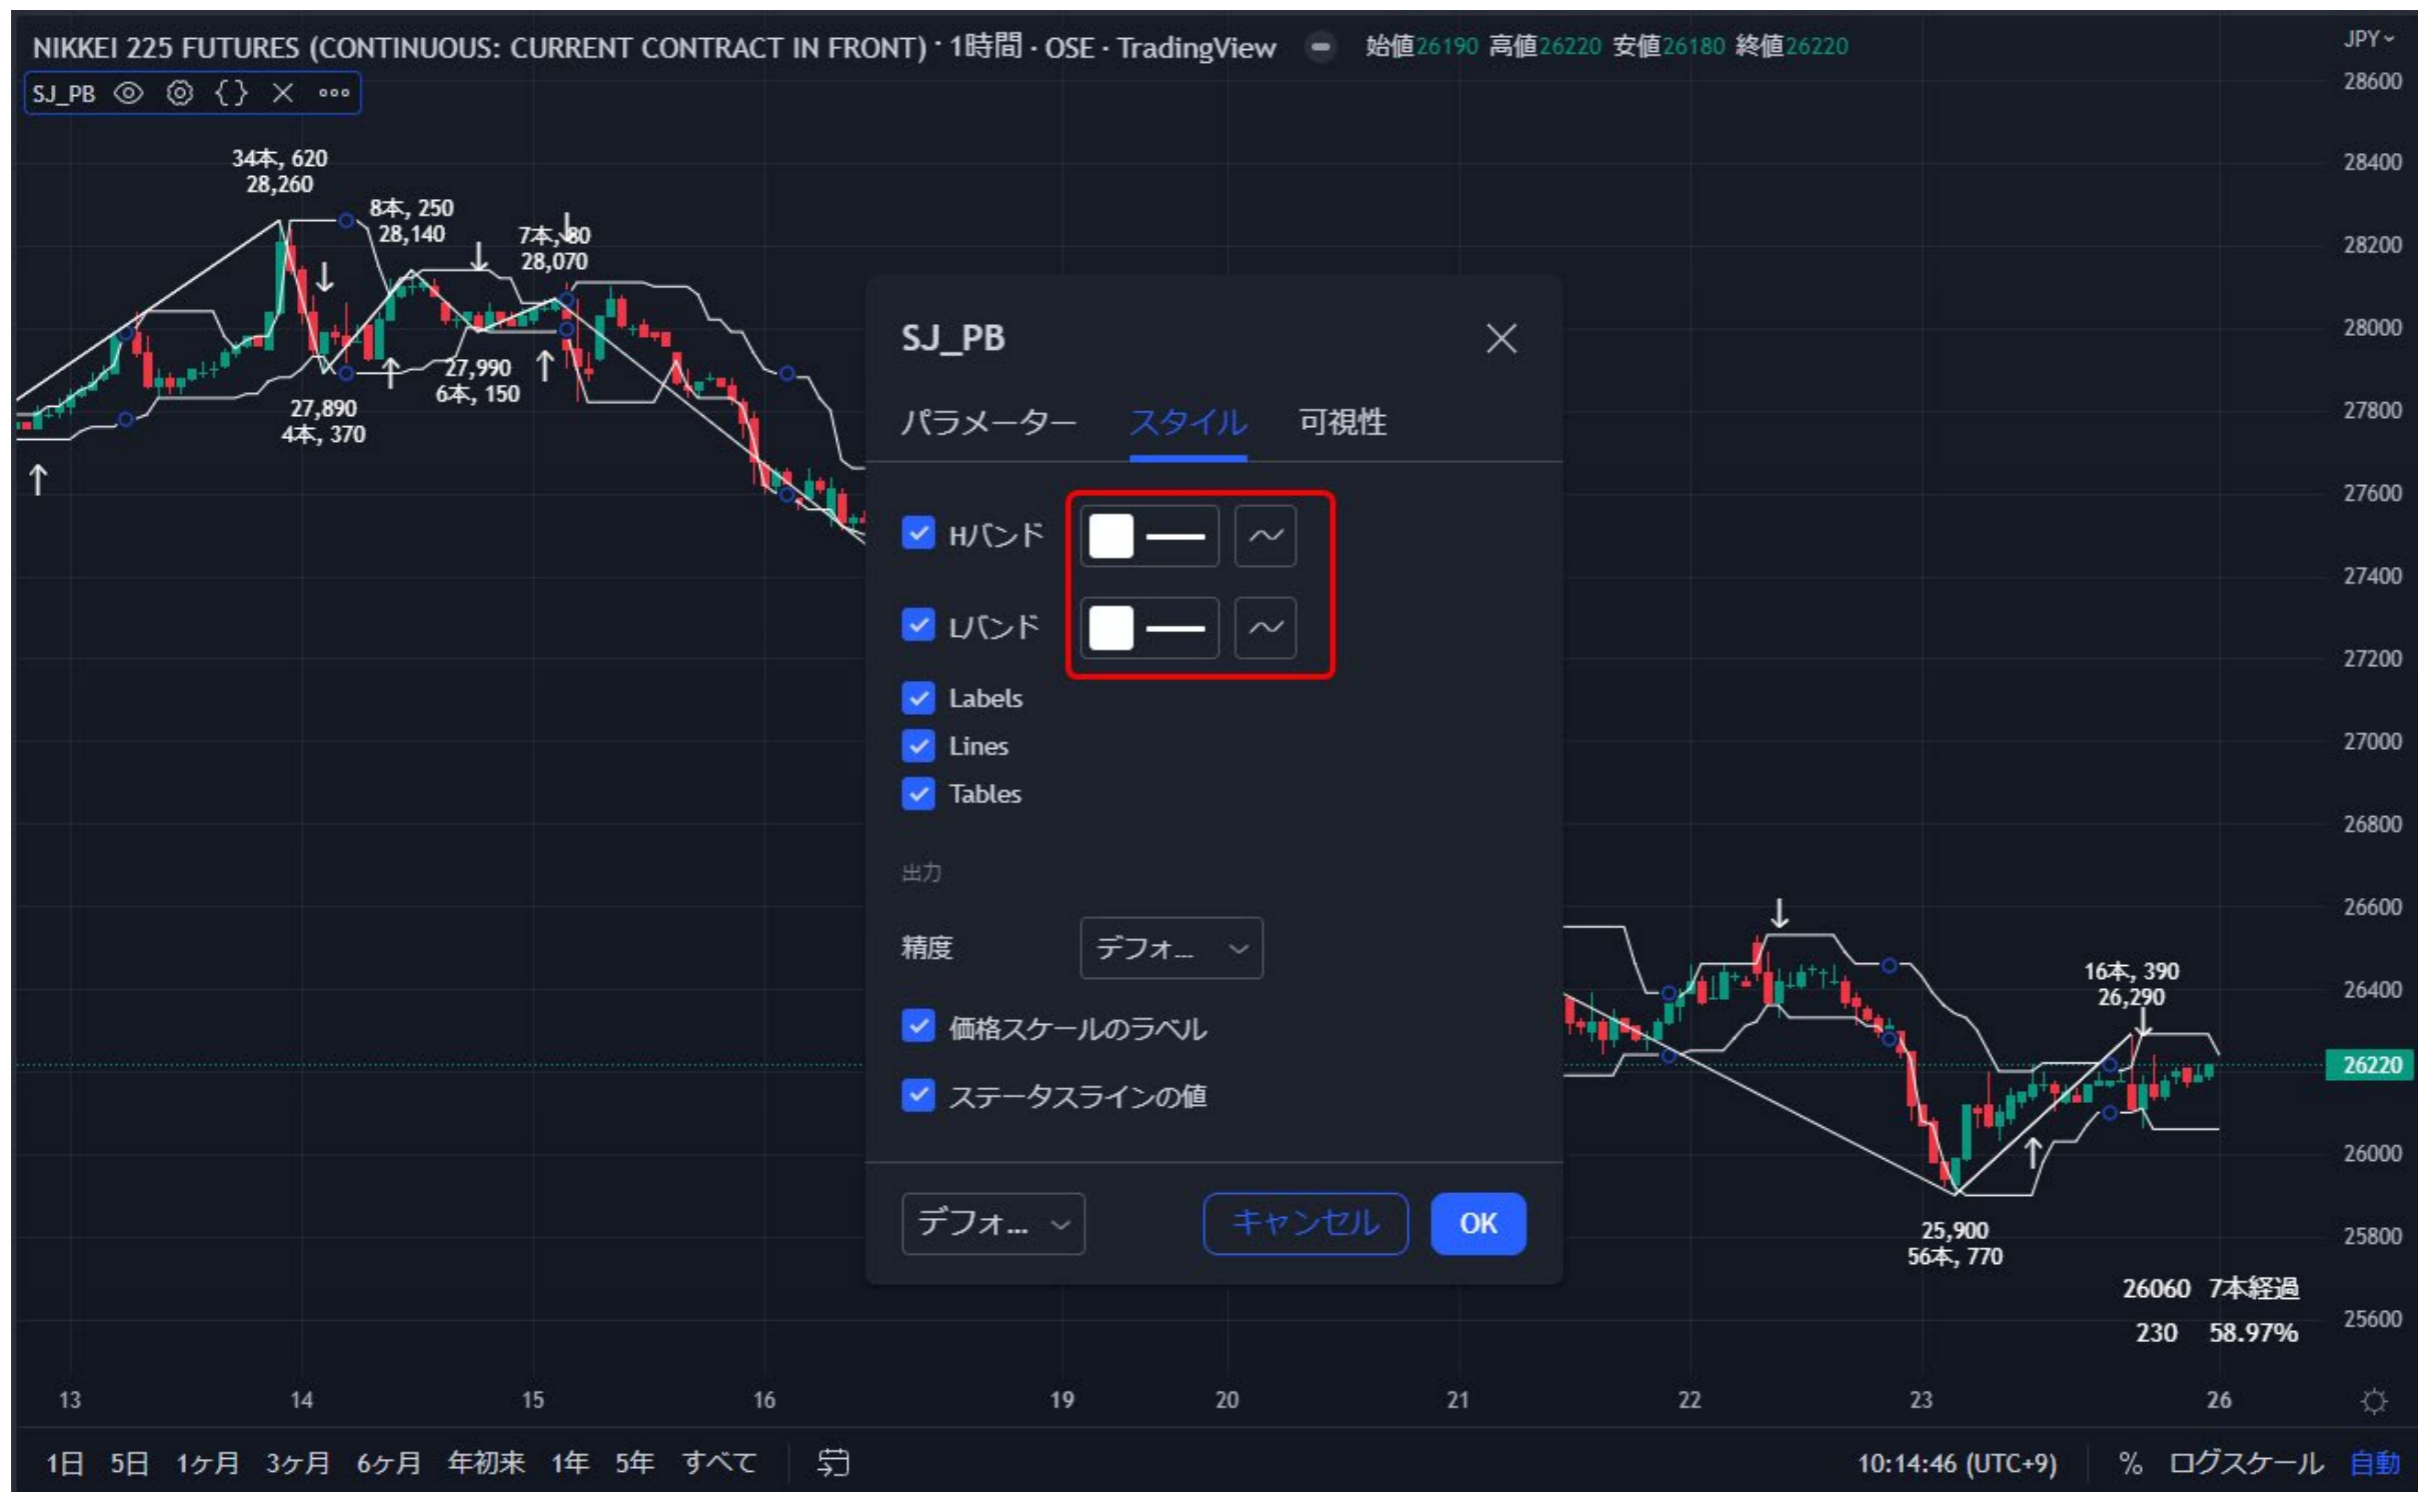 NIKKEI 225 FUTURES (CONTINUOUS: CURRENT CONTRACT IN FRONT) · 1時間 · OSE · TradingView 始値26190 高値26220 安値26180 終値26220
JPY
SJ_PB
28600
34本, 620
28,260
28400
8本, 250
28,140
7本, 80
28,070
28200
28000
27,990
6本, 150
27,890
4本, 370
27800
27600
27400
27200
27000
26800
26600
26400
26220
26000
25800
25600
SJ_PB
パラメーター スタイル 可視性
Hバンド
Lバンド
Labels
Lines
Tables
出力
精度 デフォ...
価格スケールのラベル
ステータスラインの値
デフォ... キャンセル OK
16本, 390
26,290
25,900
56本, 770
26060 7本経過
230 58.97%
13 14 15 16 19 20 21 22 23 26
1日 5日 1ヶ月 3ヶ月 6ヶ月 年初来 1年 5年 すべて 10:14:46 (UTC+9) % ログスケール 自動